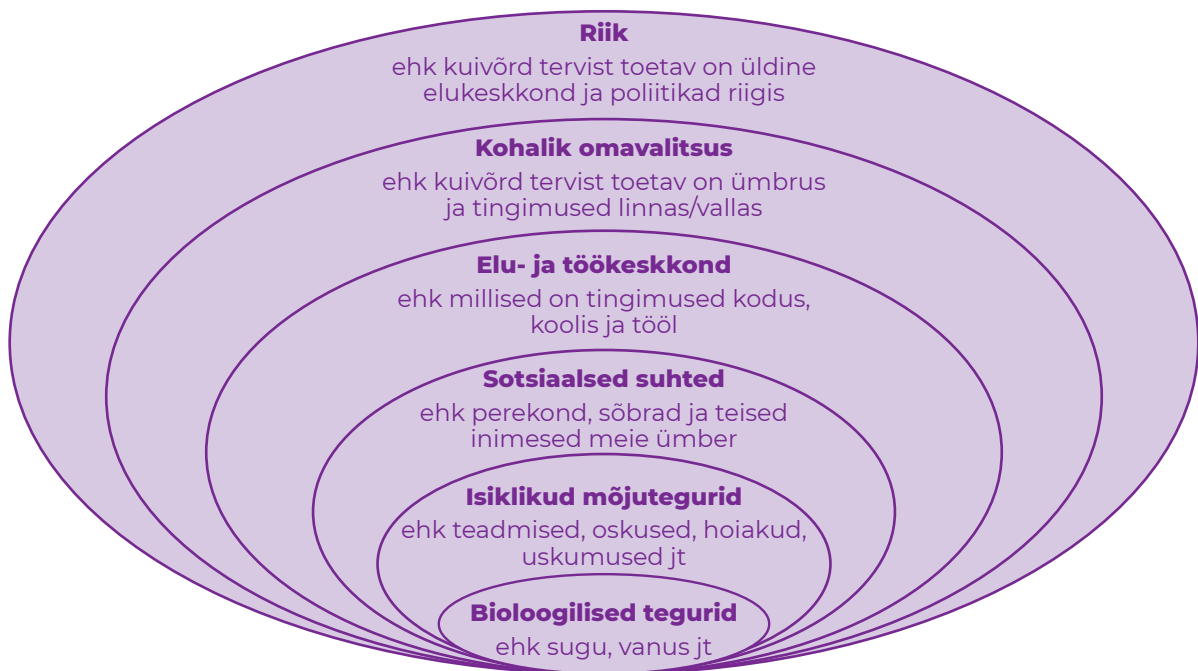 Riik
ehk kuivõrd tervist toetav on üldine
elukeskkond ja poliitikad riigis
Kohalik omavalitsus
ehk kuivõrd tervist toetav on ümbrus
ja tingimused linnas/vallas
Elu- ja töökeskkond
ehk millised on tingimused kodus,
koolis ja tööl
Sotsiaalsed suhted
ehk perekond, sõbrad ja teised
inimesed meie ümber
Isiklikud mõjutegurid
ehk teadmised, oskused, hoiakud,
uskumused jt
Bioloogilised tegurid
ehk sugu, vanus jt